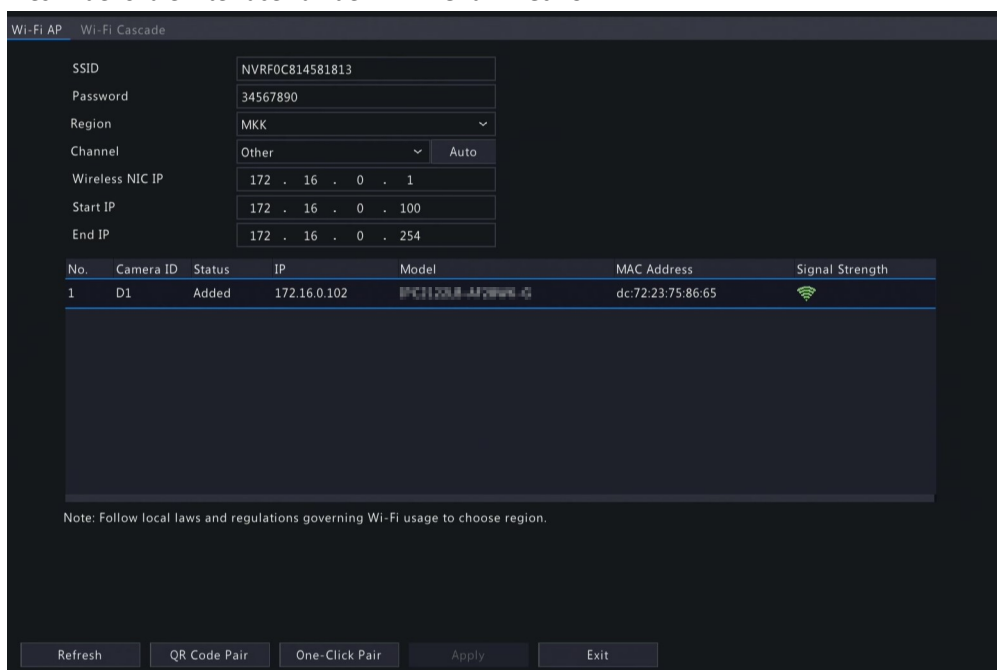 Wi-Fi AP Wi-Fi Cascade
SSID NVRF0C814581813
Password 34567890
Region MKK
Channel Other Auto
Wireless NIC IP 172 . 16 . 0 . 1
Start IP 172 . 16 . 0 . 100
End IP 172 . 16 . 0 . 254
No. Camera ID Status IP Model MAC Address Signal Strength
1 D1 Added 172.16.0.102 dc:72:23:75:86:65
Note: Follow local laws and regulations governing Wi-Fi usage to choose region.
Refresh QR Code Pair One-Click Pair Apply Exit